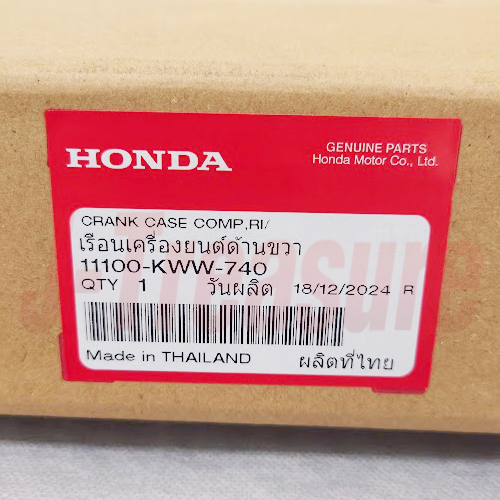 HONDA
GENUINE PARTS
Honda Motor Co., Ltd.
CRANK CASE COMP,RI/
เรือนเครื่องยนต์ด้านขวา
11100-KWW-740
QTY 1 วันผลิต 18/12/2024 R
Made in THAILAND ผลิตที่ไทย